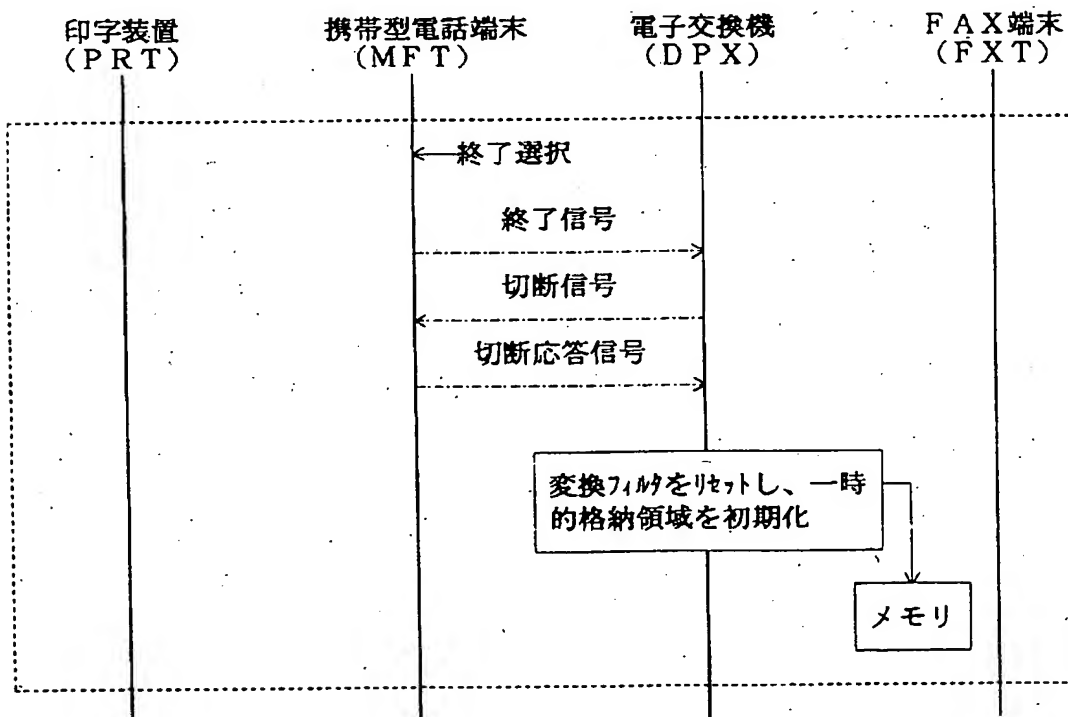 印字装置
(PRT)
携帯型電話端末
(MFT)
電子交換機
(DPX)
FAX端末
(FXT)
終了選択
終了信号
切断信号
切断応答信号
変換フィルタをリセットし、一時
的格納領域を初期化
メモリ